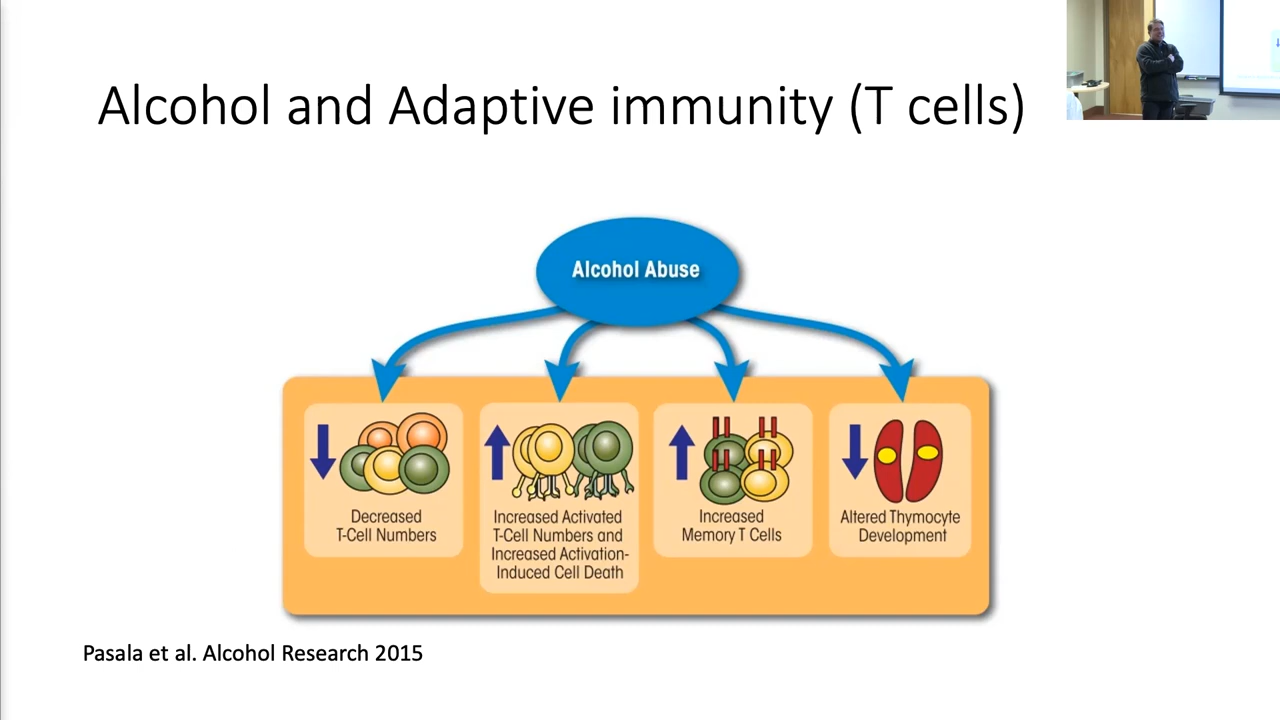 Alcohol and Adaptive immunity (T cells)
Alcohol Abuse
Decreased
T-Cell Numbers
Increased Activated
T-Cell Numbers and
Increased Activation-
Induced Cell Death
Increased
Memory T Cells
Altered Thymocyte
Development
Pasala et al. Alcohol Research 2015